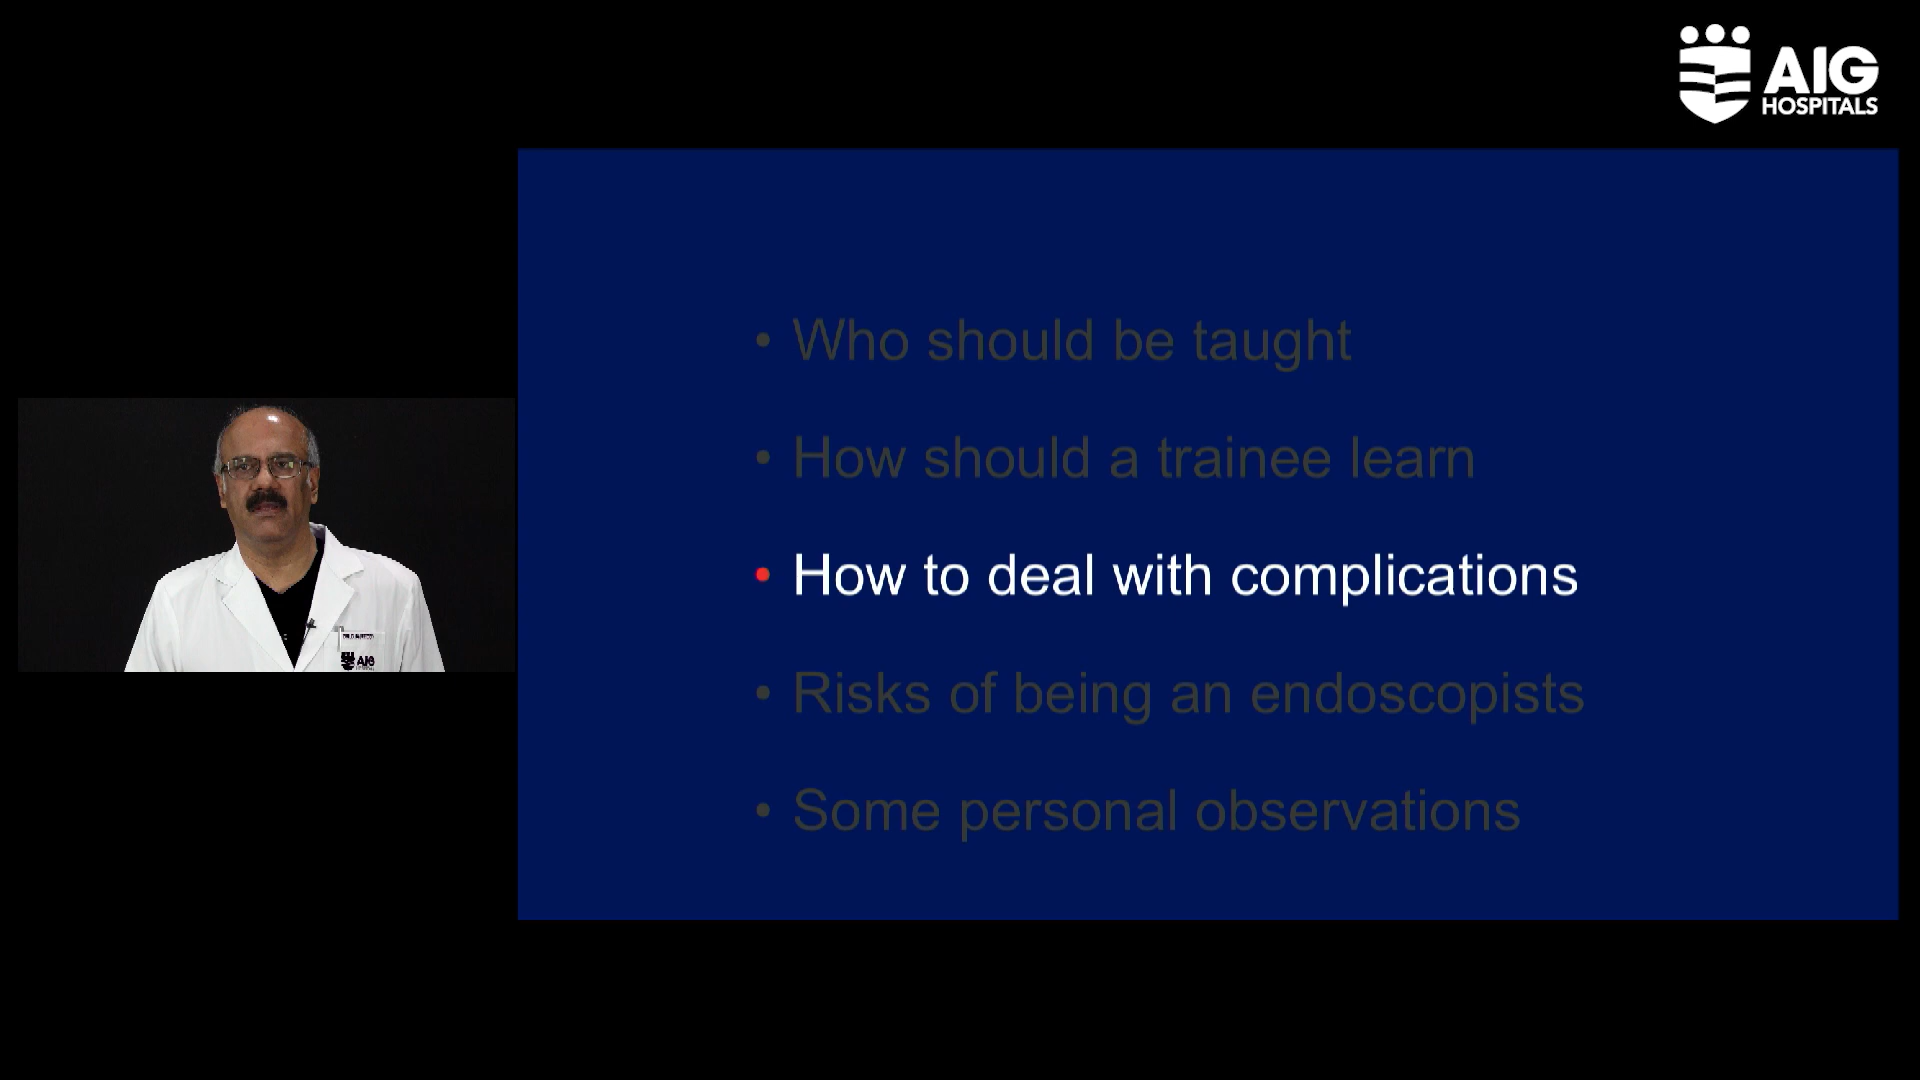 AIG
HOSPITALS
• Who should be taught
• How should a trainee learn
• How to deal with complications
• Risks of being an endoscopists
• Some personal observations
AIG